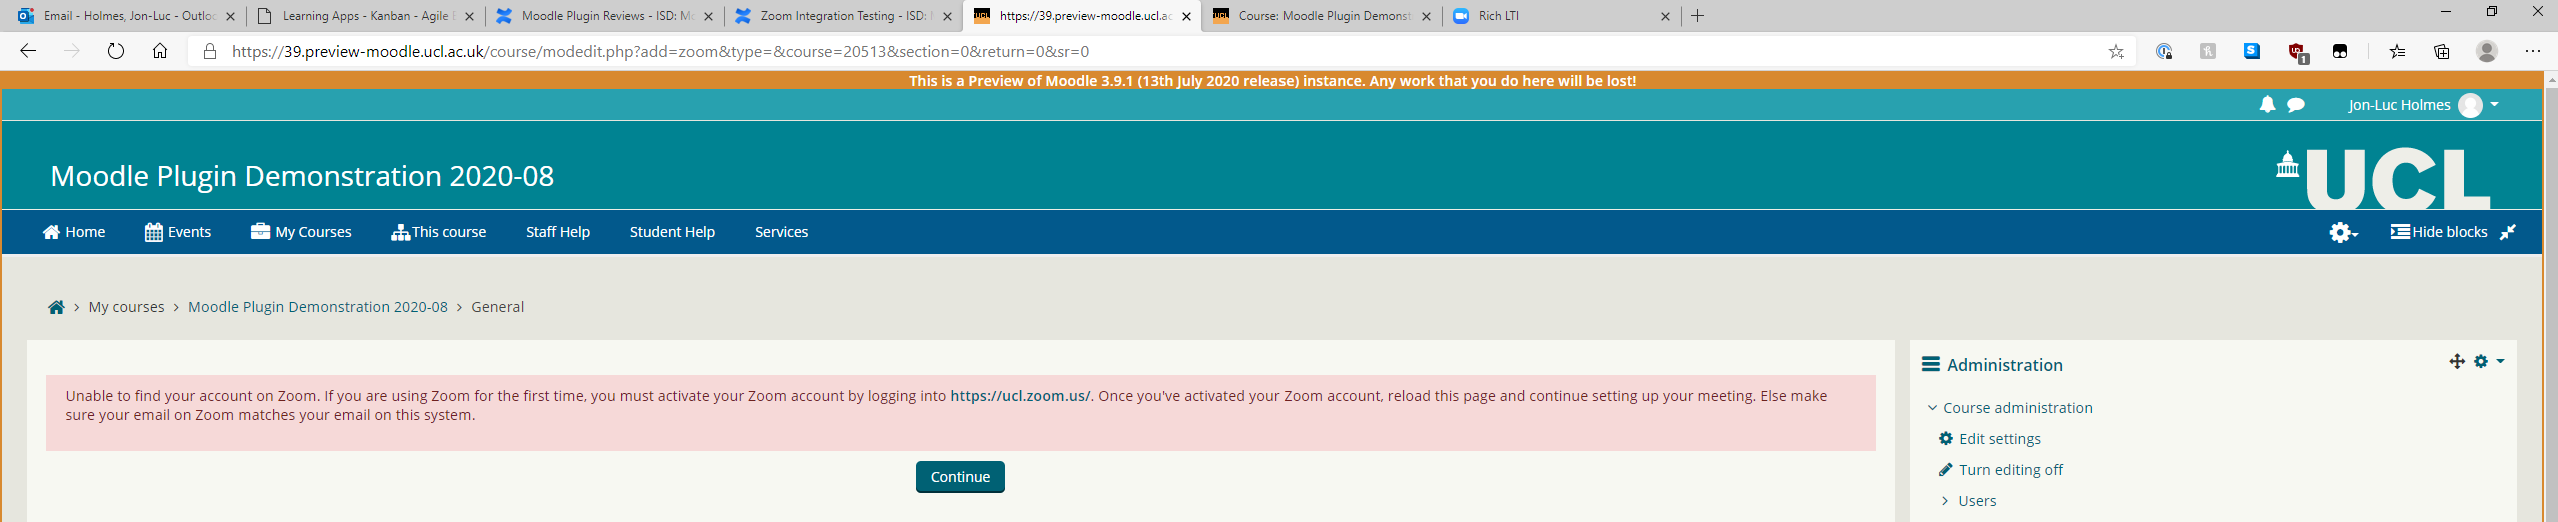 Email - Holmes, Jon-Luc - Outloo
Learning Apps - Kanban - Agile
Moodle Plugin Reviews - ISD: Mo
Zoom Integration Testing - ISD:
https://39.preview-moodle.ucl.ac
Course: Moodle Plugin Demonst
Rich LTI
https://39.preview-moodle.ucl.ac.uk/course/modedit.php?add=zoom&type=&course=20513&section=0&return=0&sr=0
1
This is a Preview of Moodle 3.9.1 (13th July 2020 release) instance. Any work that you do here will be lost!
Jon-Luc Holmes
Moodle Plugin Demonstration 2020-08
UCL
Home Events My Courses This course Staff Help Student Help Services Hide blocks
My courses > Moodle Plugin Demonstration 2020-08 > General
Unable to find your account on Zoom. If you are using Zoom for the first time, you must activate your Zoom account by logging into https://ucl.zoom.us/. Once you've activated your Zoom account, reload this page and continue setting up your meeting. Else make
sure your email on Zoom matches your email on this system.
Continue
Administration
Course administration
Edit settings
Turn editing off
Users